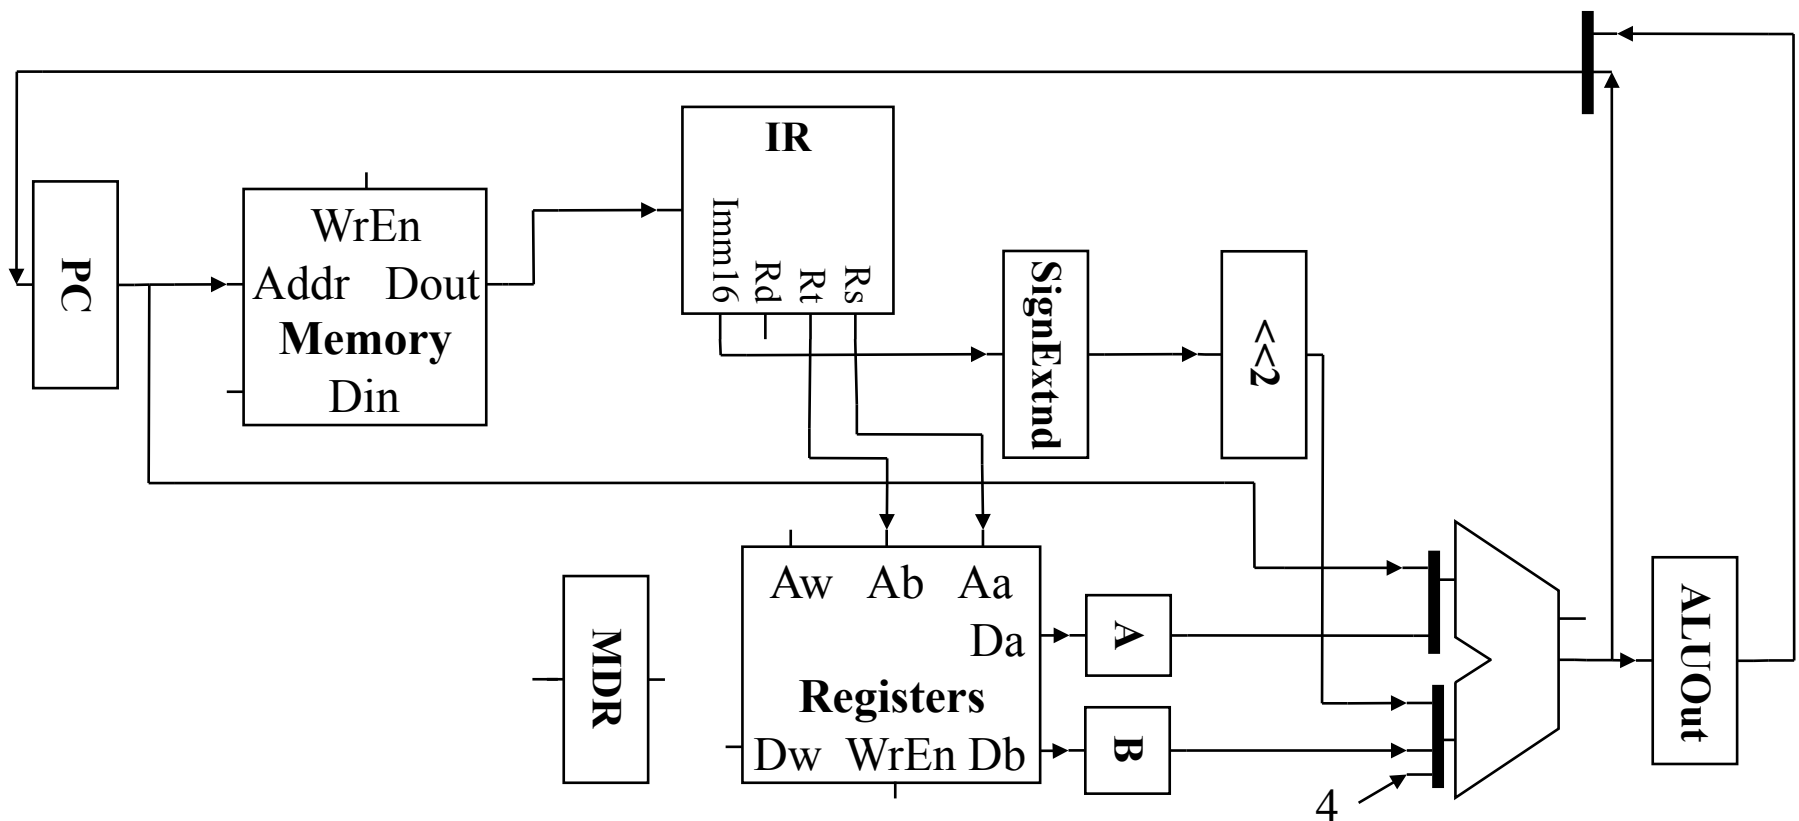 IR
Imm16
Rd
Rt
Rs
PC
WrEn
Addr Dout
Memory
Din
SignExtnd
<<2
Aw Ab Aa
Da
Registers
Dw WrEn Db
MDR
A
B
4
ALUOut